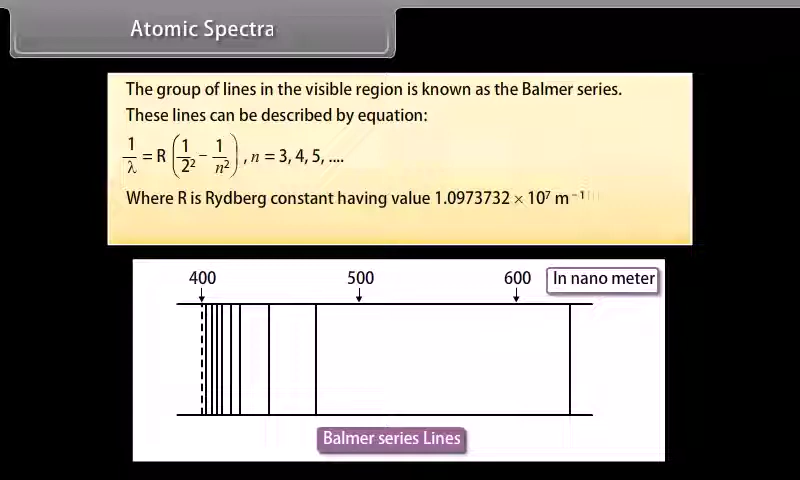 Atomic Spectra
The group of lines in the visible region is known as the Balmer series.
These lines can be described by equation:
1/λ = R (1/2² − 1/n²), n = 3, 4, 5, ....
Where R is Rydberg constant having value 1.0973732 × 10⁷ m⁻¹
400 500 600 In nano meter
Balmer series Lines